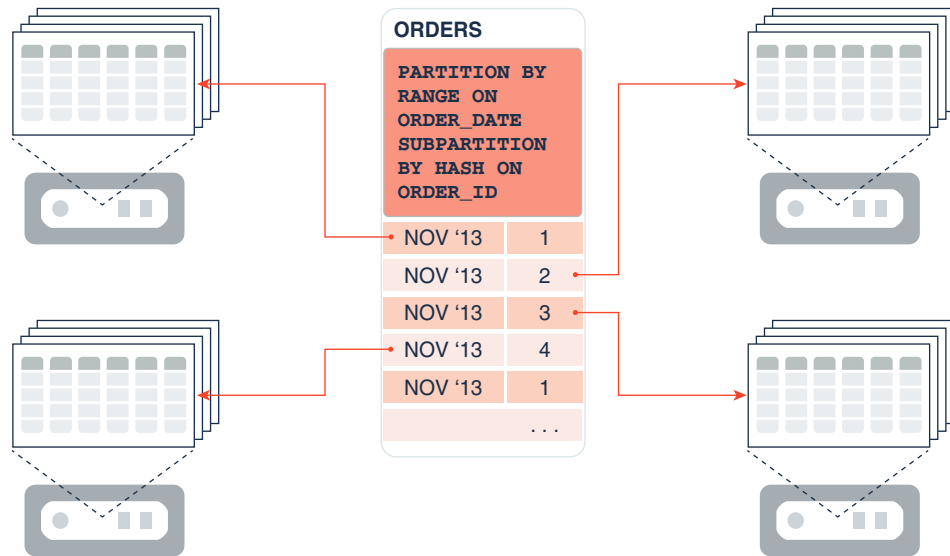 ORDERS
PARTITION BY
RANGE ON
ORDER_DATE
SUBPARTITION
BY HASH ON
ORDER_ID
NOV ‘13 1
NOV ‘13 2
NOV ‘13 3
NOV ‘13 4
NOV ‘13 1
. . .